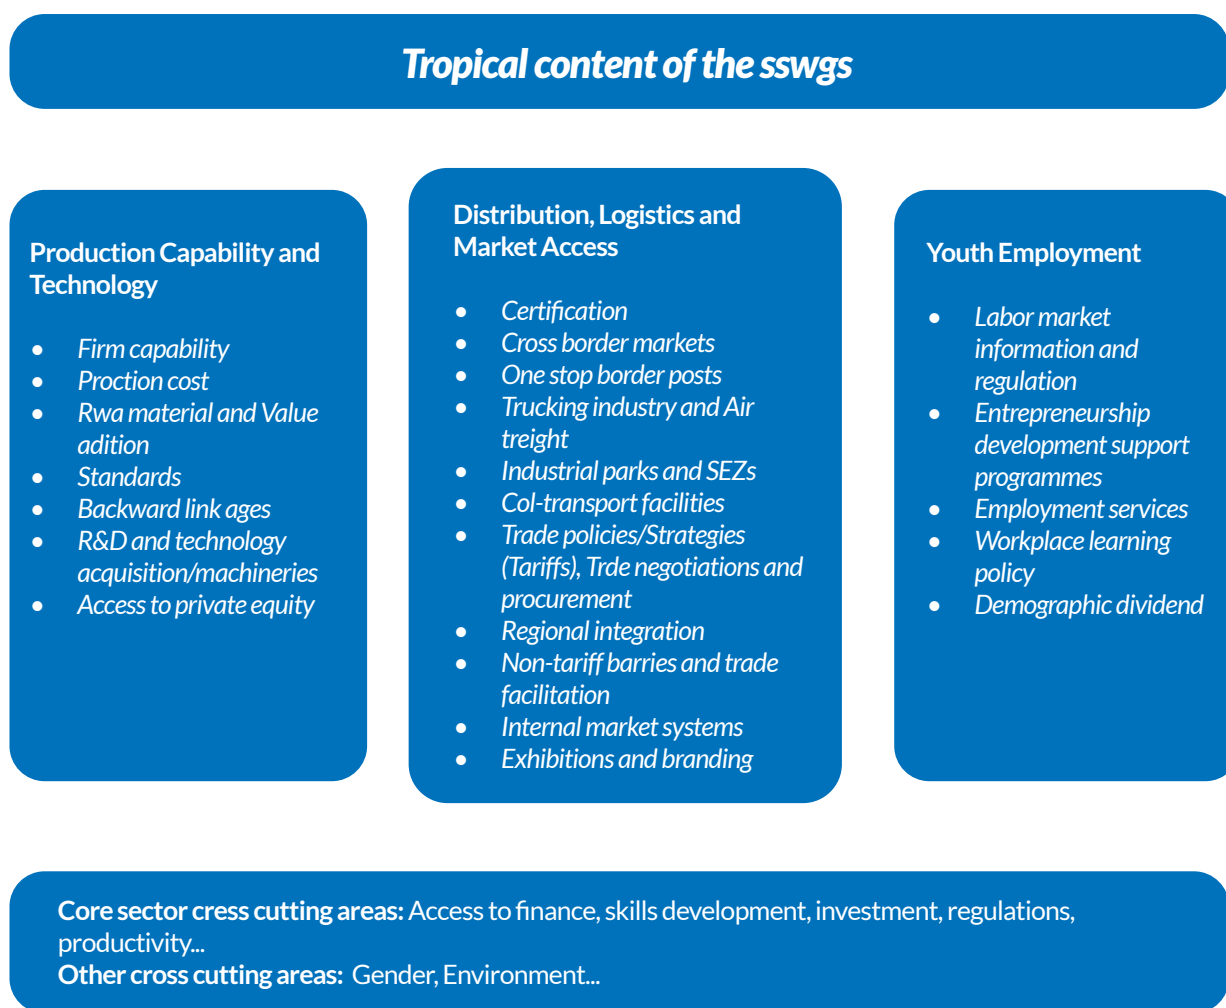 Tropical content of the sswgs
Production Capability and
Technology
● Firm capability
● Proction cost
● Rwa material and Value
adition
● Standards
● Backward link ages
● R&D and technology
acquisition/machineries
● Access to private equity
Distribution, Logistics and
Market Access
● Certification
● Cross border markets
● One stop border posts
● Trucking industry and Air
treight
● Industrial parks and SEZs
● Col-transport facilities
● Trade policies/Strategies
(Tariffs), Trde negotiations and
procurement
● Regional integration
● Non-tariff barries and trade
facilitation
● Internal market systems
● Exhibitions and branding
Youth Employment
● Labor market
information and
regulation
● Entrepreneurship
development support
programmes
● Employment services
● Workplace learning
policy
● Demographic dividend
Core sector cress cutting areas: Access to finance, skills development, investment, regulations,
productivity...
Other cross cutting areas: Gender, Environment...